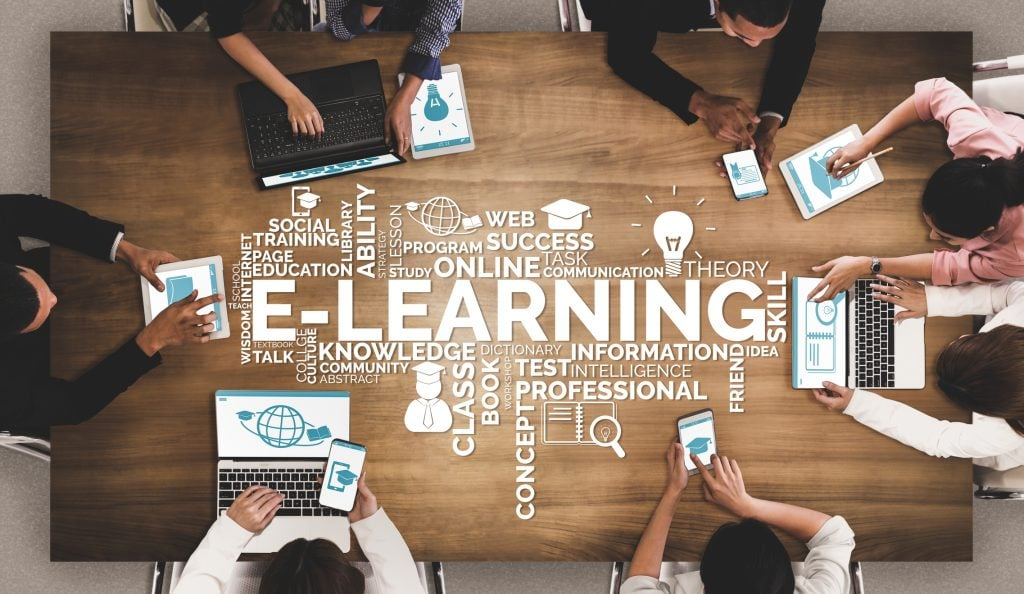 SOCIAL
TRAINING
PAGE
EDUCATION
LIBRARY
ABILITY
STRATEGY
LESSON
PROGRAM
STUDY
WEB
SUCCESS
ONLINE
TASK
COMMUNICATION
THEORY
SCHOOL
TEACH
INTERNET
WISDOM
E-LEARNING
SKILL
TEXTBOOK
TALK
COLLEGE
CULTURE
KNOWLEDGE
COMMUNITY
ABSTRACT
DICTIONARY
INFORMATIOND
IDEA
CLASS
BOOK
WORKSHOP
TEST
INTELLIGENCE
PROFESSIONAL
FRIEND
CONCEPT